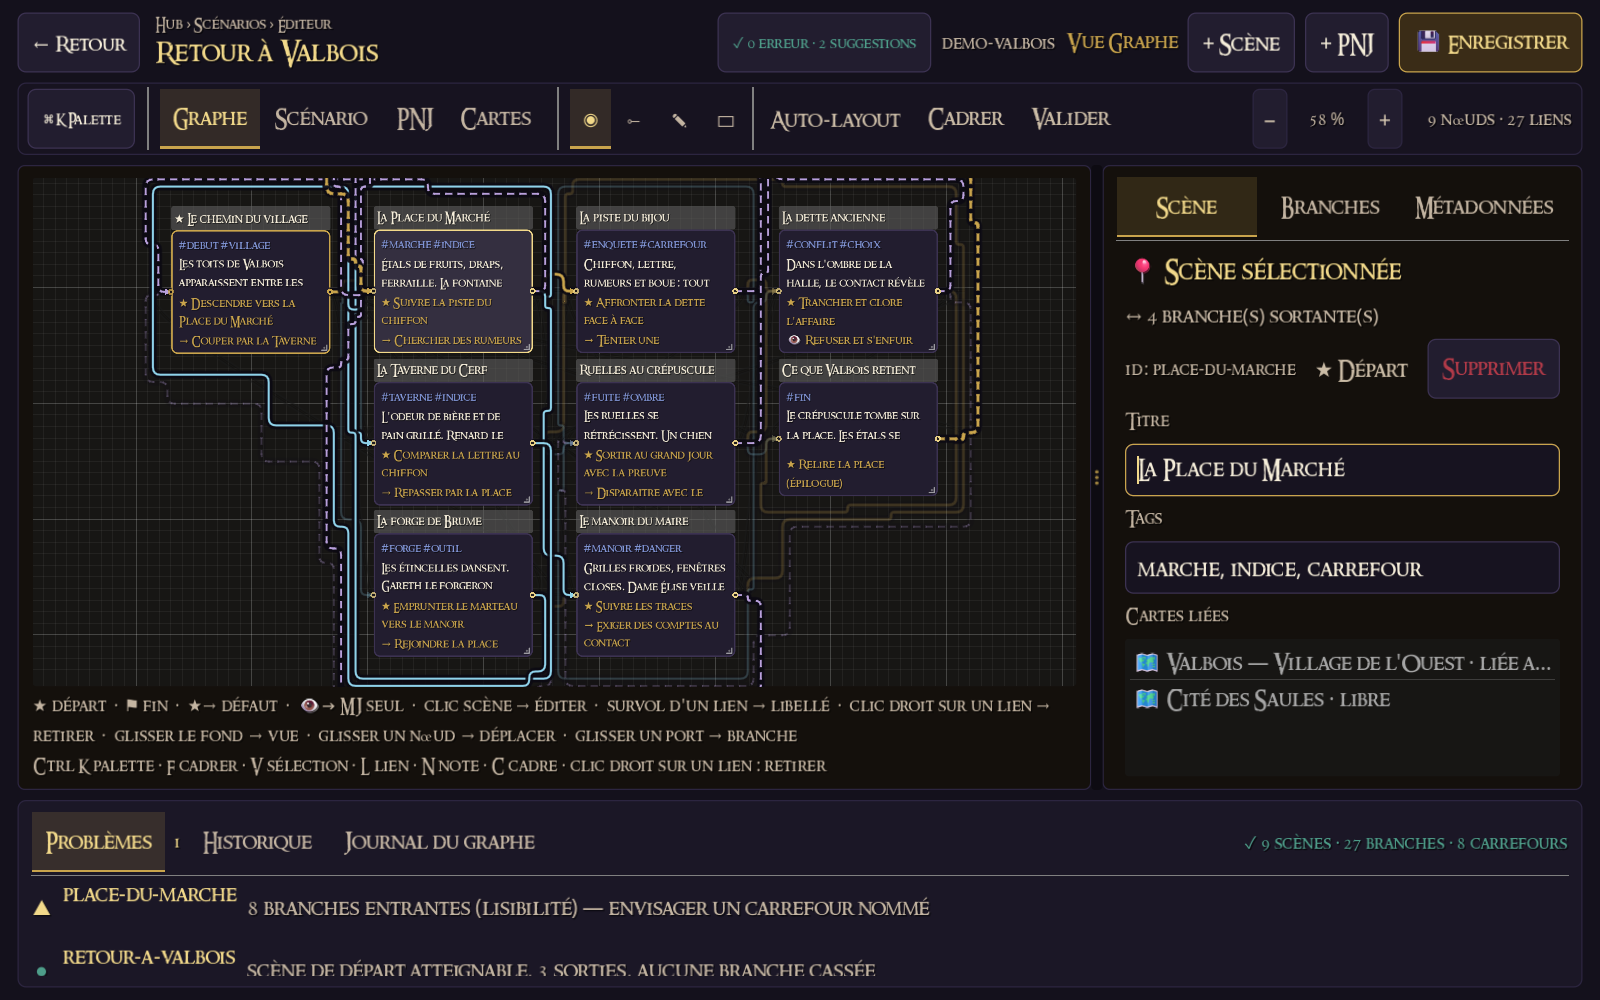 ← Retour
Hub › Scénarios › Éditeur
Retour à Valbois
✓ 0 erreur · 2 suggestions
demo-valbois
Vue Graphe
+ Scène
+ PNJ
Enregistrer
⌘K Palette
Graphe
Scénario
PNJ
Cartes
Auto-layout
Cadrer
Valider
−
58 %
+
9 nœuds · 27 liens
★ Le chemin du village
#debut #village
Les toits de Valbois
apparaissent entre les
★ Descendre vers la
Place du Marché
→ Couper par la Taverne
La Place du Marché
#marche #indice
Étals de fruits, draps,
ferraille. La fontaine
★ Suivre la piste du
chiffon
→ Chercher des rumeurs
La piste du bijou
#enquete #carrefour
Chiffon, lettre,
rumeurs et boue : tout
★ Affronter la dette
face à face
→ Tenter une
La dette ancienne
#conflit #choix
Dans l'ombre de la
halle, le contact révèle
★ Trancher et clore
l'affaire
Refuser et s'enfuir
La Taverne du Cerf
#taverne #indice
L'odeur de bière et de
pain grillé. Renard le
★ Comparer la lettre au
chiffon
→ Repasser par la place
Ruelles au crépuscule
#fuite #ombre
Les ruelles se
rétrécissent. Un chien
★ Sortir au grand jour
avec la preuve
→ Disparaître avec le
Ce que Valbois retient
#fin
Le crépuscule tombe sur
la place. Les étals se
★ Relire la place
(épilogue)
La forge de Brume
#forge #outil
Les étincelles dansent.
Gareth le forgeron
★ Emprunter le marteau
vers le manoir
→ Rejoindre la place
Le manoir du maire
#manoir #danger
Grilles froides, fenêtres
closes. Dame Élise veille
★ Suivre les traces
→ Exiger des comptes au
contact
★ départ · ⚑ fin · ★→ défaut · 👁→ MJ seul · clic scène → éditer · survol d'un lien → libellé · clic droit sur un lien →
retirer · glisser le fond → vue · glisser un nœud → déplacer · glisser un port → branche
Ctrl K palette · F cadrer · V sélection · L lien · N note · C cadre · clic droit sur un lien : retirer
Scène
Branches
Métadonnées
Scène sélectionnée
↔ 4 branche(s) sortante(s)
id: place-du-marche
★ Départ
Supprimer
Titre
La Place du Marché
Tags
marche, indice, carrefour
Cartes liées
Valbois — Village de l'Ouest · liée a…
Cité des Saules · libre
Problèmes
1
Historique
Journal du graphe
✓ 9 scènes · 27 branches · 8 carrefours
place-du-marche
8 branches entrantes (lisibilité) — envisager un carrefour nommé
retour-a-valbois
Scène de départ atteignable, 3 sorties, aucune branche cassée